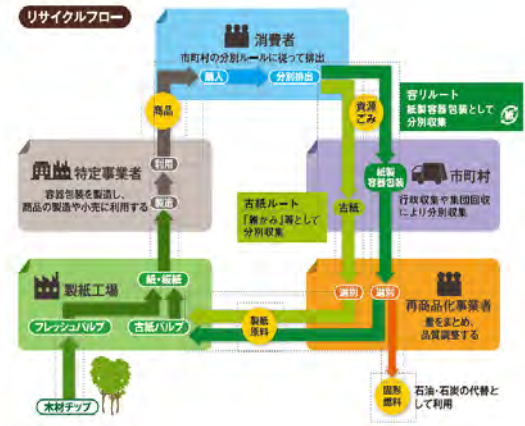 リサイクルフロー
消費者
市町村の分別ルールに従って排出
購入
分別排出
商品
資源
ごみ
容リルート
紙製容器包装として
分別収集
紙
特定事業者
容器包装を製造し、
商品の製造や小売に利用する
利用
製造
紙製
容器包装
市町村
行政収集や集団回収
により分別収集
古紙ルート
「雑がみ」等として
分別収集
古紙
製紙工場
紙・板紙
フレッシュパルプ
古紙パルプ
製紙
原料
選別
選別
再商品化事業者
量をまとめ、
品質調整する
木材チップ
固形
燃料
石油・石炭の代替と
して利用